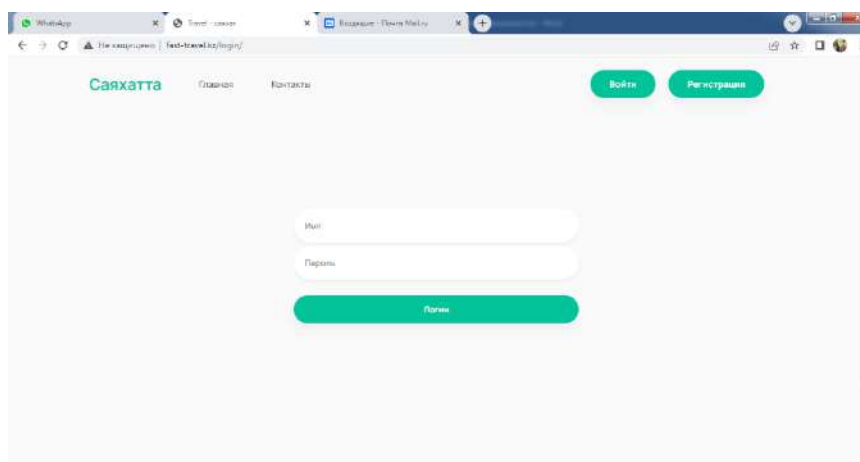 WhatsApp
Travel -
Входящие - Почта Mail.ru
Не защищено | fast-travel.kz/login/
Саяхатта
Главная
Контакты
Войти
Регистрация
Имя
Пароль
Логин